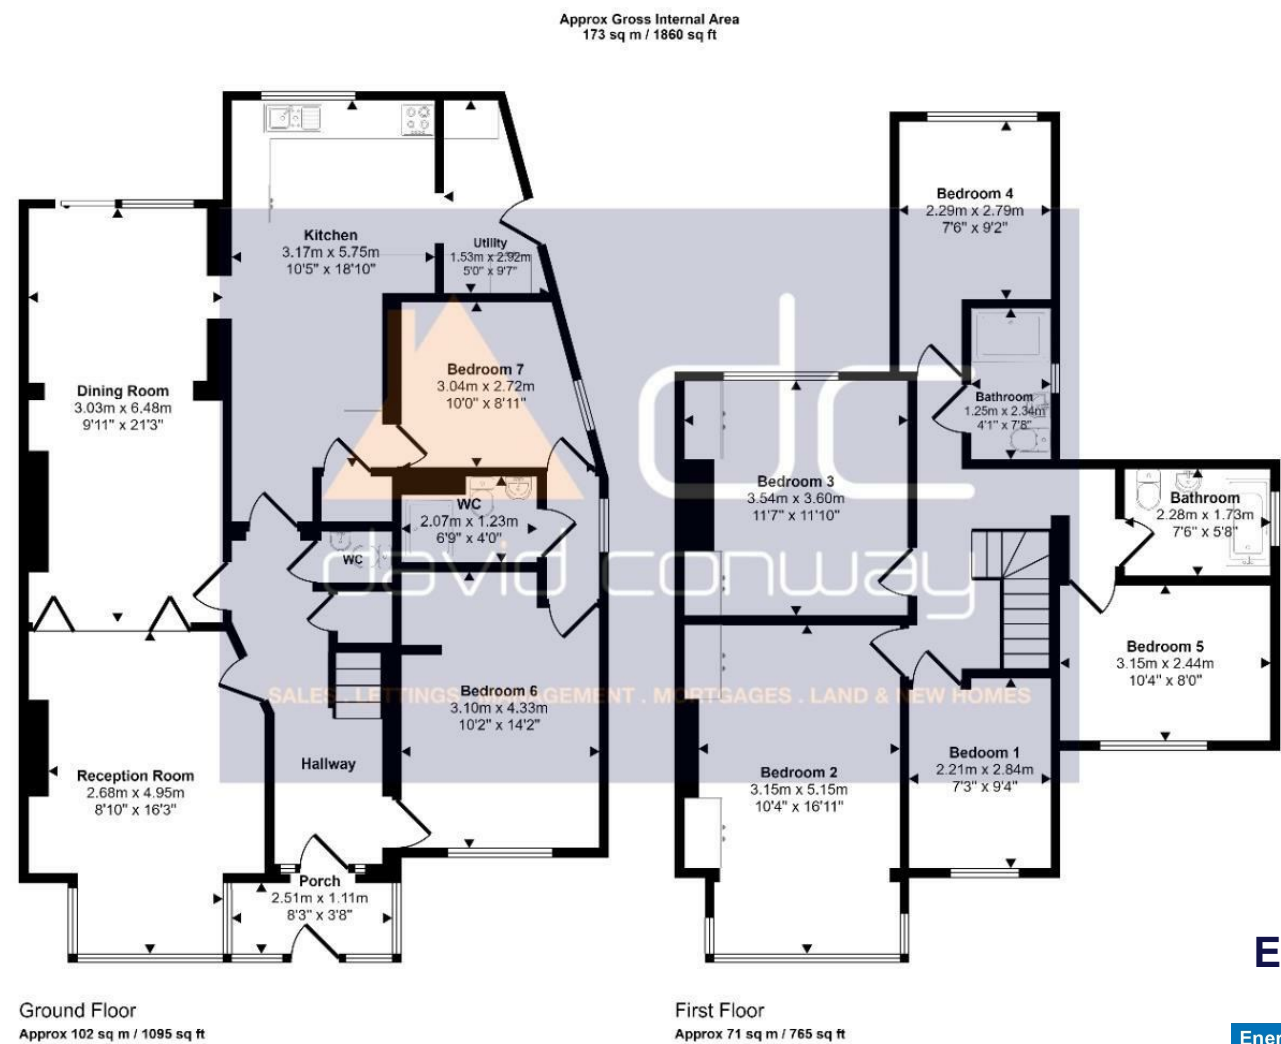 Approx Gross Internal Area
173 sq m / 1860 sq ft
Kitchen
3.17m x 5.75m
10'5" x 18'10"
Utility
1.53m x 2.92m
5'0" x 9'7"
Dining Room
3.03m x 6.48m
9'11" x 21'3"
Bedroom 7
3.04m x 2.72m
10'0" x 8'11"
WC
2.07m x 1.23m
6'9" x 4'0"
WC
Bedroom 6
3.10m x 4.33m
10'2" x 14'2"
Hallway
Reception Room
2.68m x 4.95m
8'10" x 16'3"
Porch
2.51m x 1.11m
8'3" x 3'8"
Bedroom 4
2.29m x 2.79m
7'6" x 9'2"
Bathroom
1.25m x 2.34m
4'1" x 7'8"
Bedroom 3
3.54m x 3.60m
11'7" x 11'10"
Bathroom
2.28m x 1.73m
7'6" x 5'8"
Bedroom 5
3.15m x 2.44m
10'4" x 8'0"
Bedroom 2
3.15m x 5.15m
10'4" x 16'11"
Bedoom 1
2.21m x 2.84m
7'3" x 9'4"
dc
david conway
SALES . LETTINGS . MANAGEMENT . MORTGAGES . LAND & NEW HOMES
Ground Floor
Approx 102 sq m / 1095 sq ft
First Floor
Approx 71 sq m / 765 sq ft
E
Ener